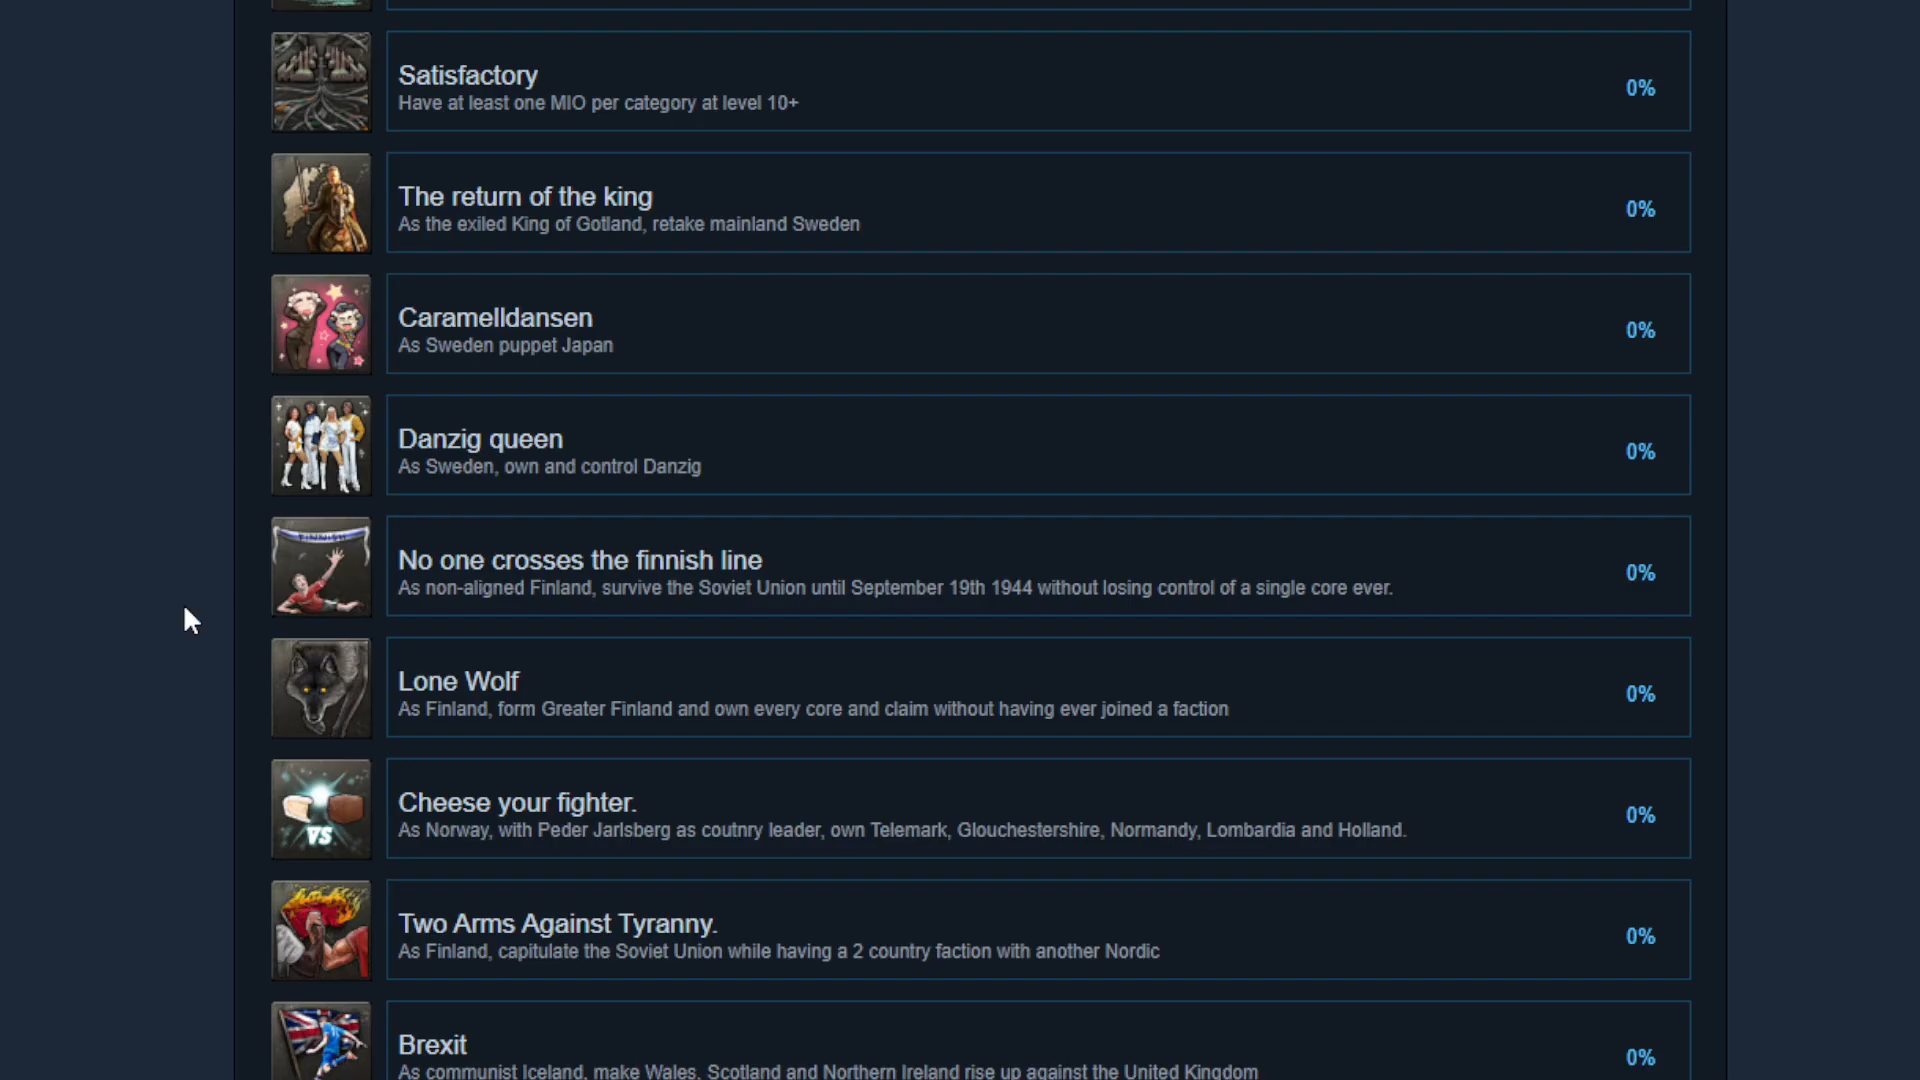 Satisfactory
Have at least one MIO per category at level 10+
0%
The return of the king
As the exiled King of Gotland, retake mainland Sweden
0%
Caramelldansen
As Sweden puppet Japan
0%
Danzig queen
As Sweden, own and control Danzig
0%
FINNISH
No one crosses the finnish line
As non-aligned Finland, survive the Soviet Union until September 19th 1944 without losing control of a single core ever.
0%
Lone Wolf
As Finland, form Greater Finland and own every core and claim without having ever joined a faction
0%
VS
Cheese your fighter.
As Norway, with Peder Jarlsberg as coutnry leader, own Telemark, Glouchestershire, Normandy, Lombardia and Holland.
0%
Two Arms Against Tyranny.
As Finland, capitulate the Soviet Union while having a 2 country faction with another Nordic
0%
Brexit
As communist Iceland, make Wales, Scotland and Northern Ireland rise up against the United Kingdom
0%